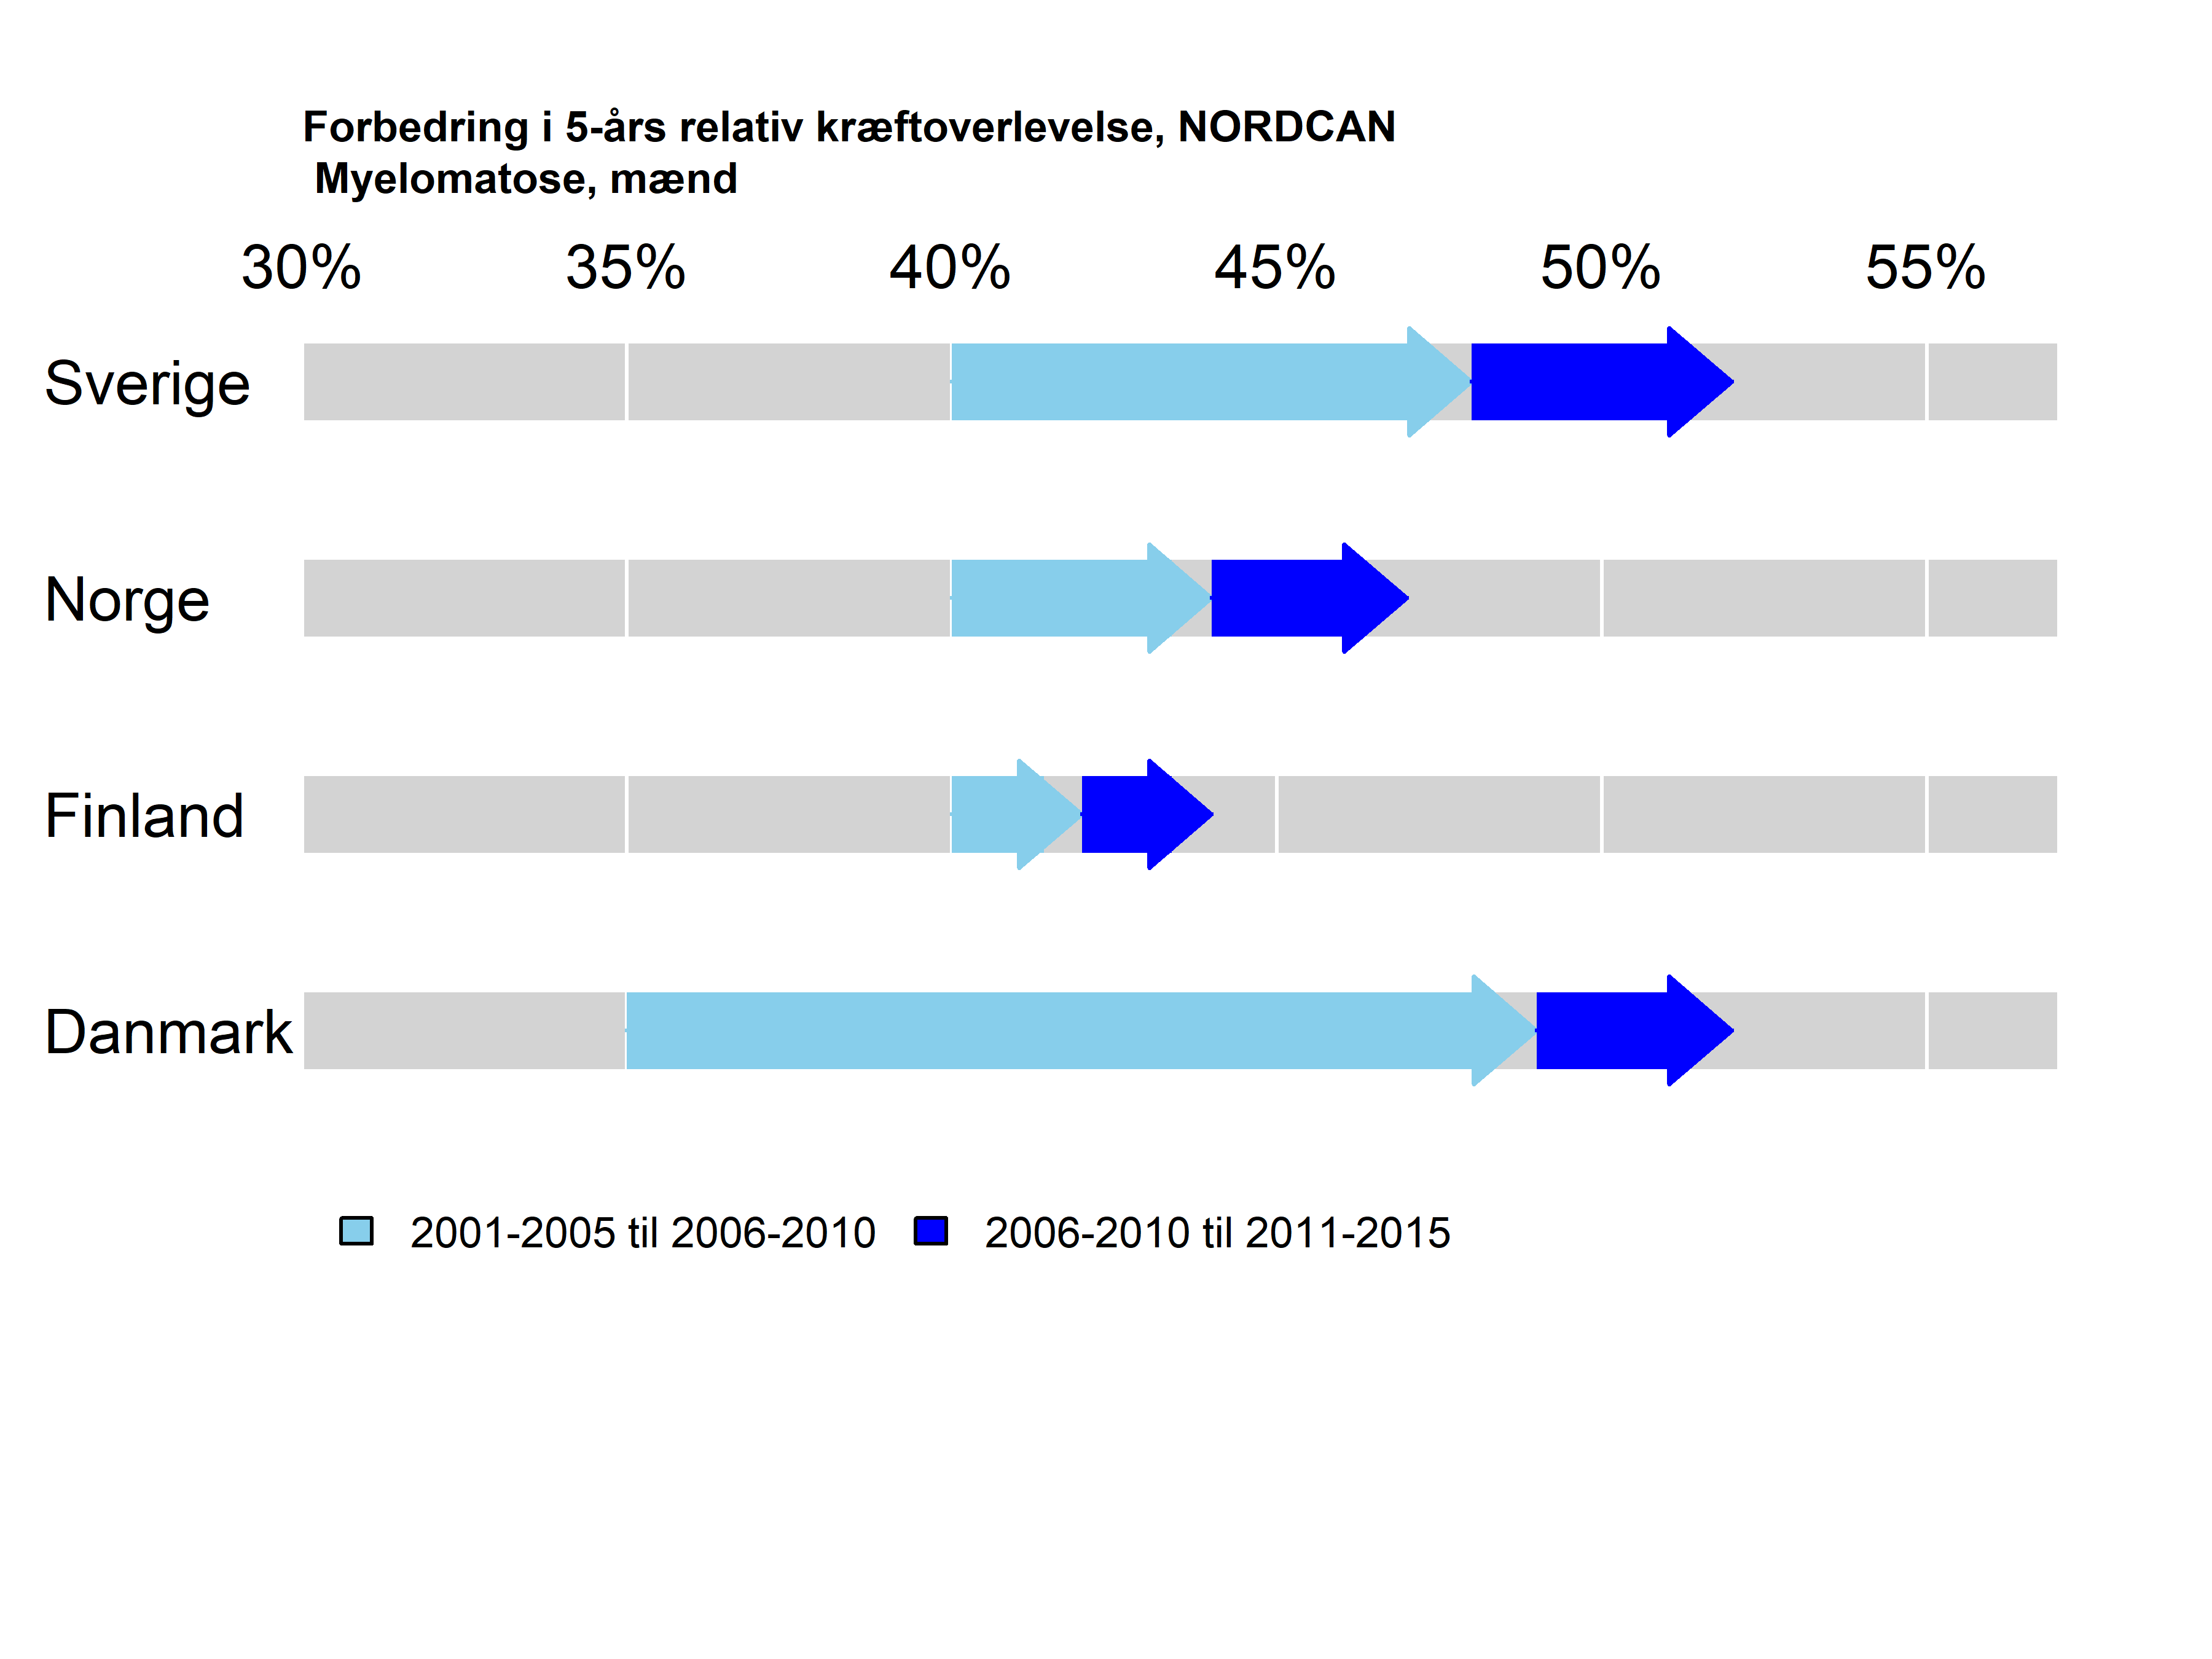 Forbedring i 5-års relativ kræftoverlevelse, NORDCAN
Myelomatose, mænd
30% 35% 40% 45% 50% 55%
Sverige
Norge
Finland
Danmark
2001-2005 til 2006-2010 2006-2010 til 2011-2015